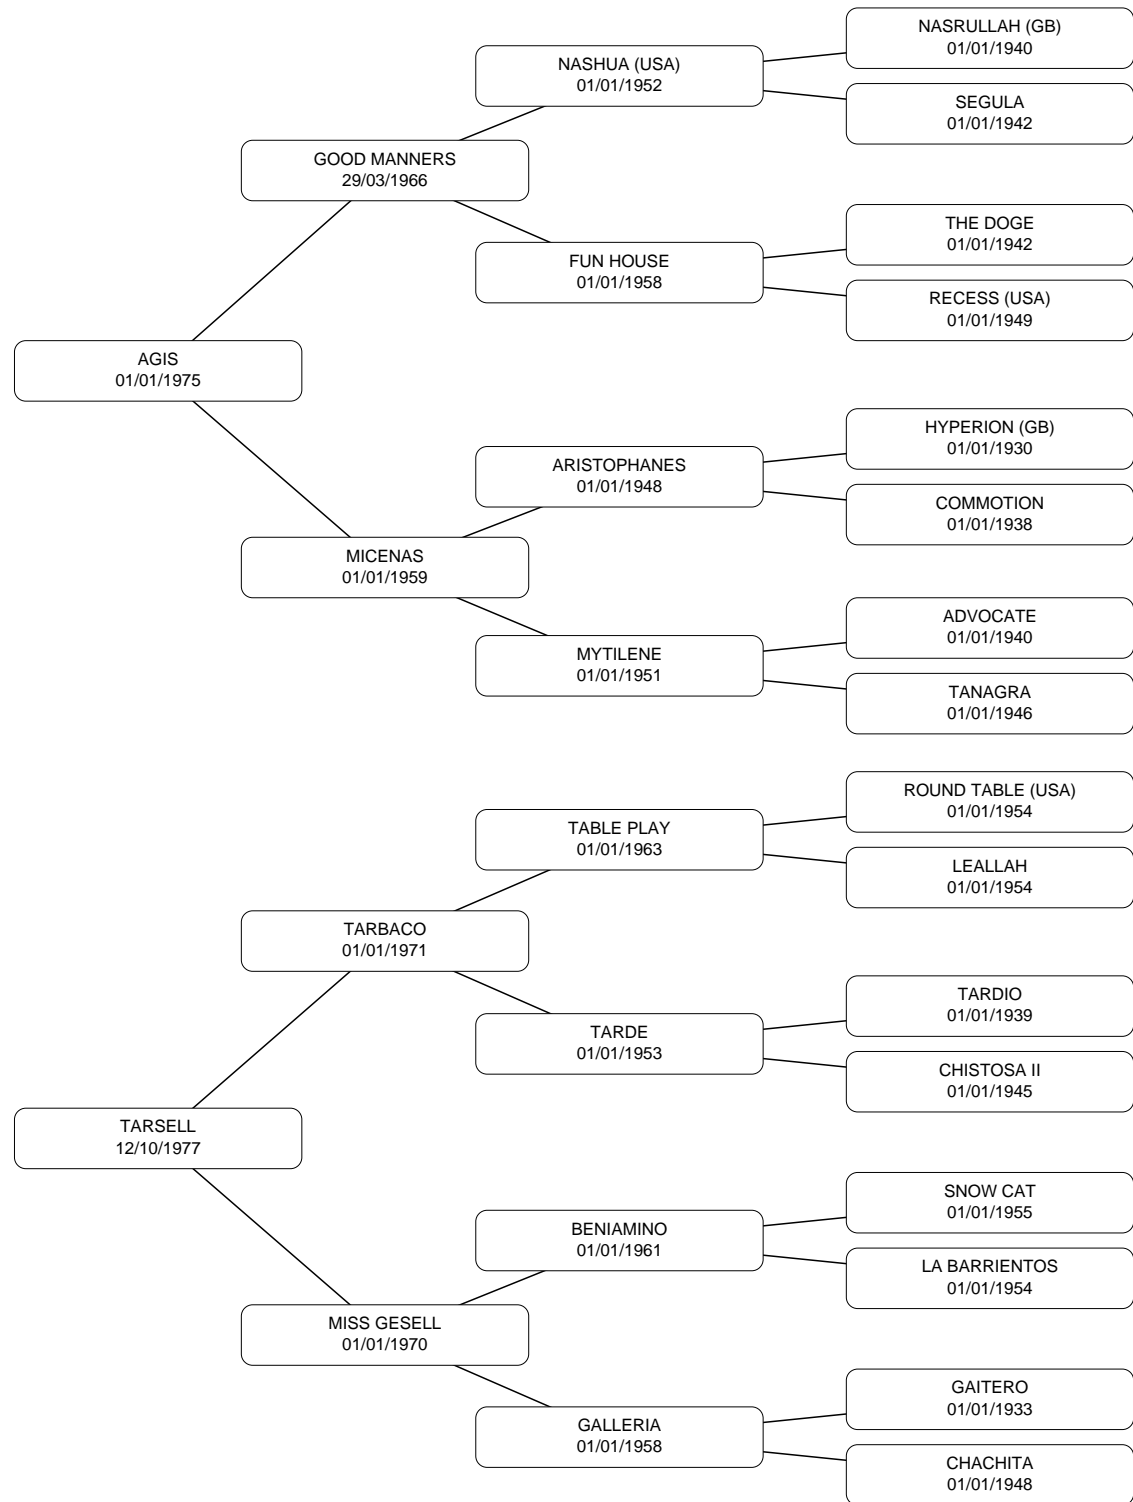 NASRULLAH (GB)
01/01/1940
NASHUA (USA)
01/01/1952
SEGULA
01/01/1942
GOOD MANNERS
29/03/1966
THE DOGE
01/01/1942
FUN HOUSE
01/01/1958
RECESS (USA)
01/01/1949
AGIS
01/01/1975
HYPERION (GB)
01/01/1930
ARISTOPHANES
01/01/1948
COMMOTION
01/01/1938
MICENAS
01/01/1959
ADVOCATE
01/01/1940
MYTILENE
01/01/1951
TANAGRA
01/01/1946
ROUND TABLE (USA)
01/01/1954
TABLE PLAY
01/01/1963
LEALLAH
01/01/1954
TARBACO
01/01/1971
TARDIO
01/01/1939
TARDE
01/01/1953
CHISTOSA II
01/01/1945
TARSELL
12/10/1977
SNOW CAT
01/01/1955
BENIAMINO
01/01/1961
LA BARRIENTOS
01/01/1954
MISS GESELL
01/01/1970
GAITERO
01/01/1933
GALLERIA
01/01/1958
CHACHITA
01/01/1948